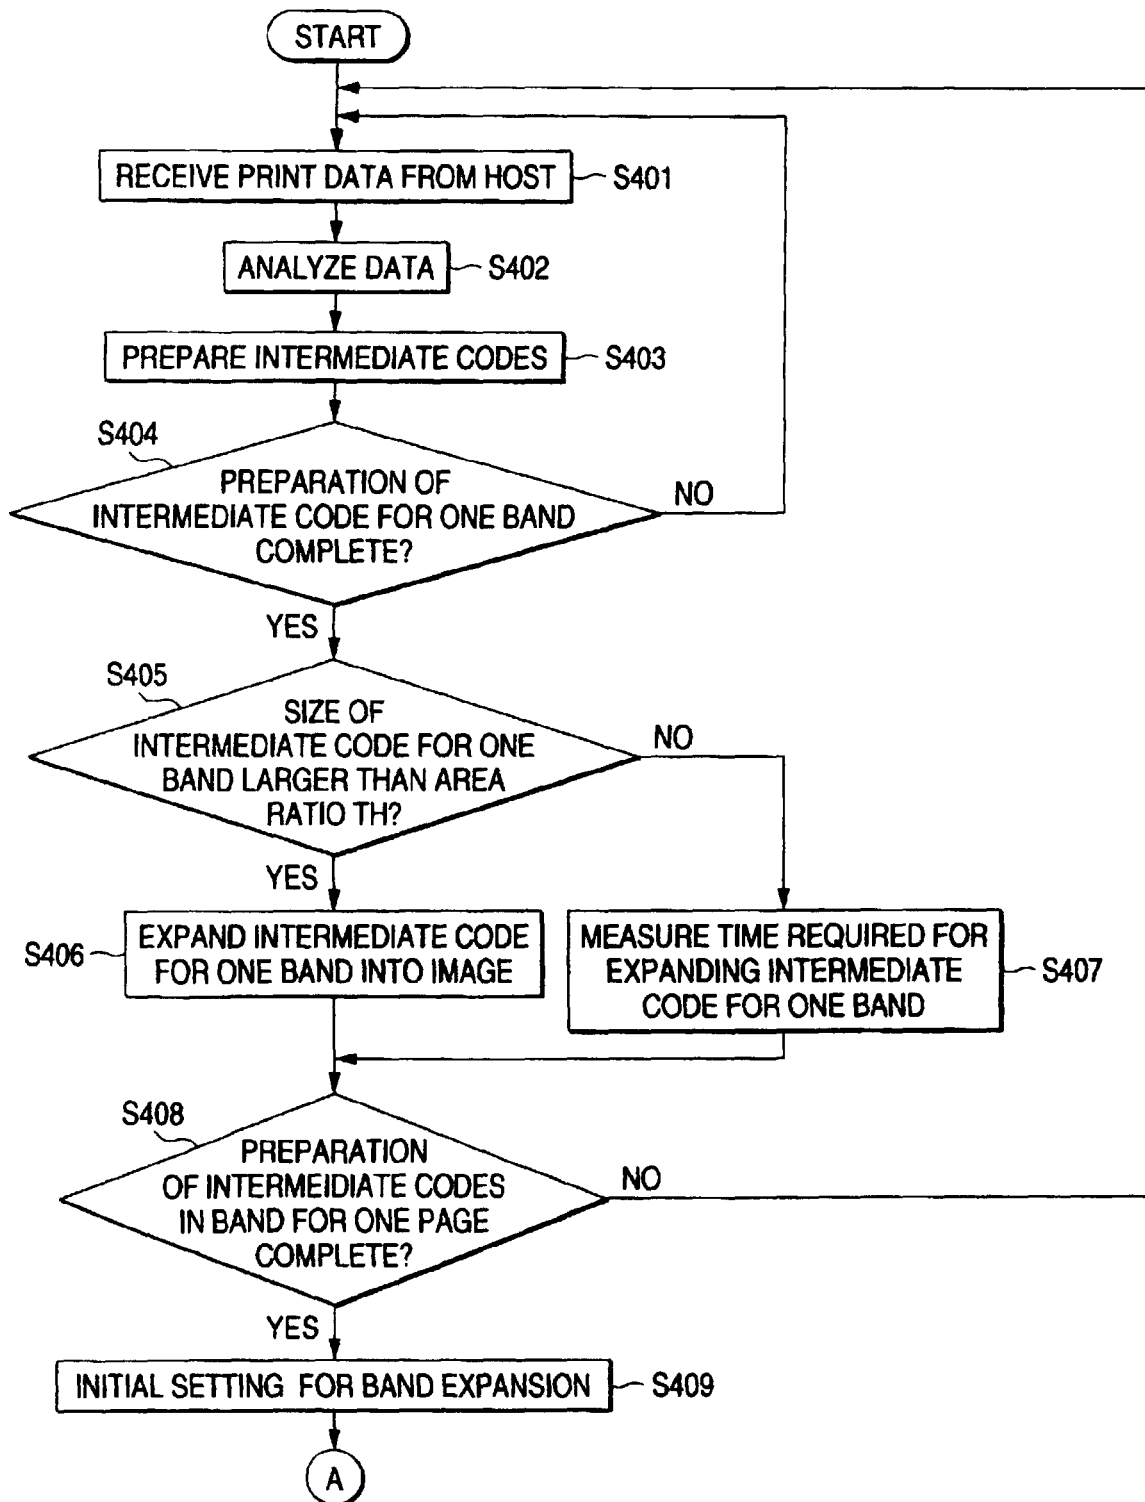 START
RECEIVE PRINT DATA FROM HOST
S401
ANALYZE DATA
S402
PREPARE INTERMEDIATE CODES
S403
S404
PREPARATION OF
INTERMEDIATE CODE FOR ONE BAND
COMPLETE?
NO
YES
S405
SIZE OF
INTERMEDIATE CODE FOR ONE
BAND LARGER THAN AREA
RATIO TH?
NO
YES
S406
EXPAND INTERMEDIATE CODE
FOR ONE BAND INTO IMAGE
MEASURE TIME REQUIRED FOR
EXPANDING INTERMEDIATE
CODE FOR ONE BAND
S407
S408
PREPARATION
OF INTERMEIDIATE CODES
IN BAND FOR ONE PAGE
COMPLETE?
NO
YES
INITIAL SETTING FOR BAND EXPANSION
S409
A